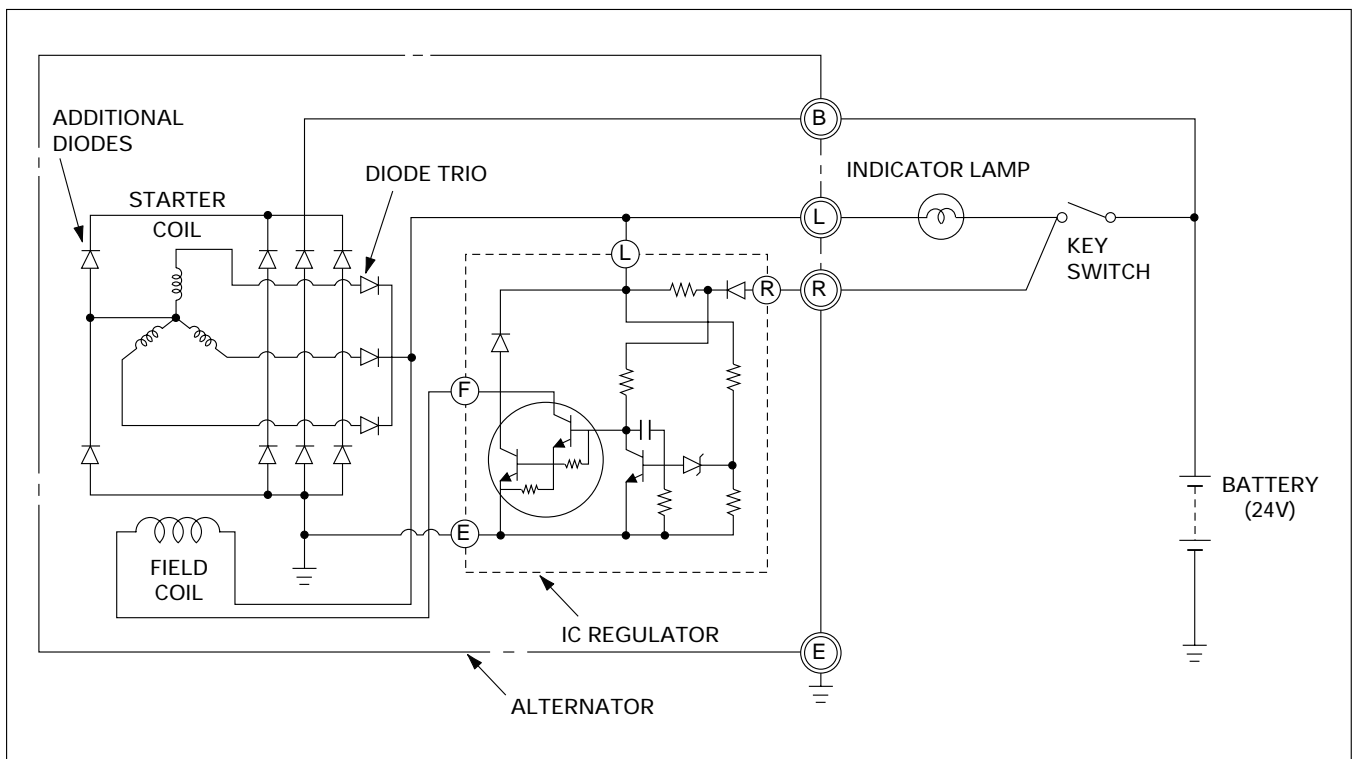 ADDITIONAL
DIODES
DIODE TRIO
STARTER
COIL
B
INDICATOR LAMP
L
KEY
SWITCH
L
R
R
F
BATTERY
(24V)
E
FIELD
COIL
IC REGULATOR
E
ALTERNATOR